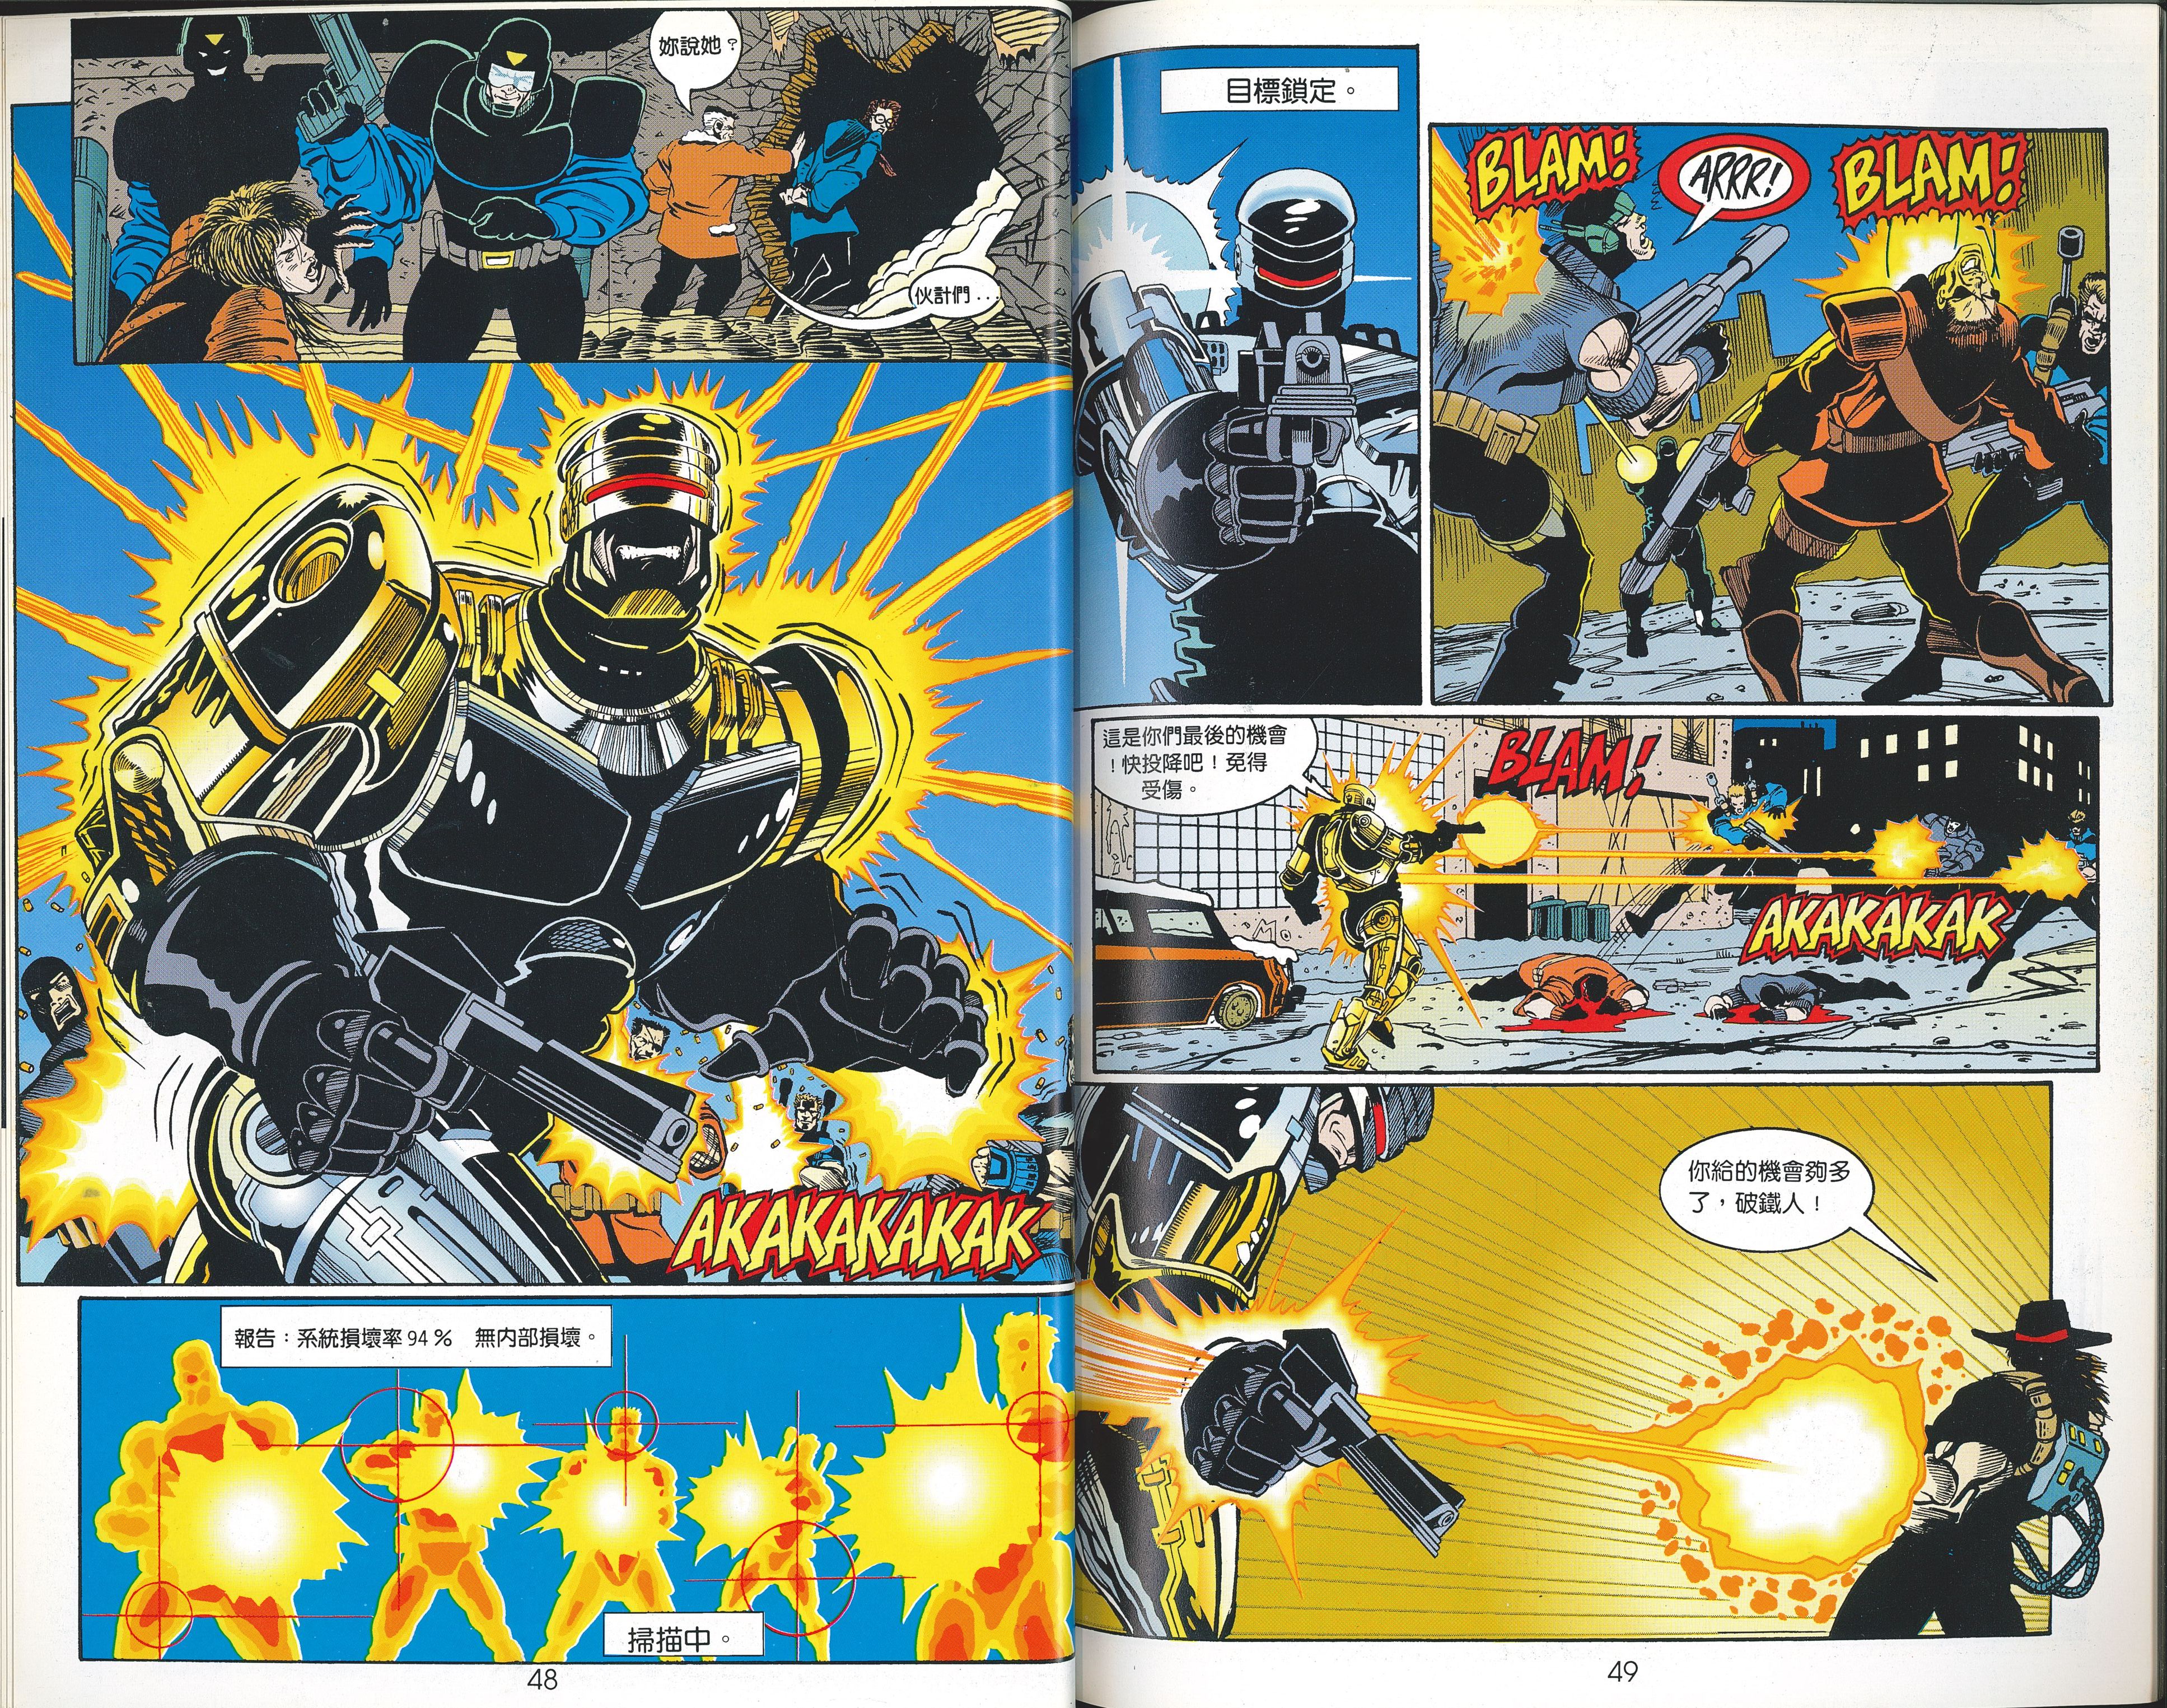 妳說她？
伙計們...
AKAKAKAKAK
報告：系統損壞率94％　無內部損壞。
掃描中。
48
目標鎖定。
BLAM!
ARRR!
BLAM!
這是你們最後的機會
！快投降吧！免得
受傷。
BLAM!
AKAKAKAK
你給的機會夠多
了，破鐵人！
49